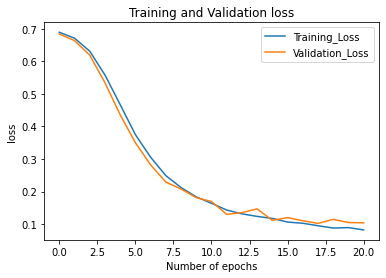 Training and Validation loss
Training_Loss
Validation_Loss
loss
0.7
0.6
0.5
0.4
0.3
0.2
0.1
0.0 2.5 5.0 7.5 10.0 12.5 15.0 17.5 20.0
Number of epochs